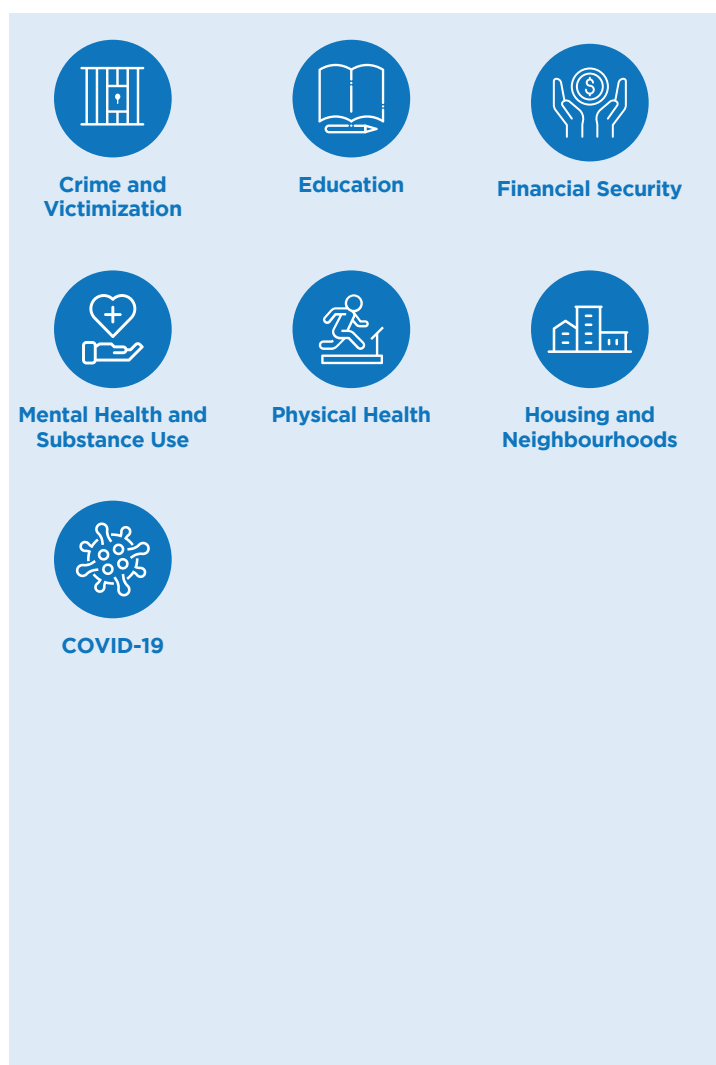 $
Crime and
Victimization
Education
Financial Security
Mental Health and
Substance Use
Physical Health
Housing and
Neighbourhoods
COVID-19